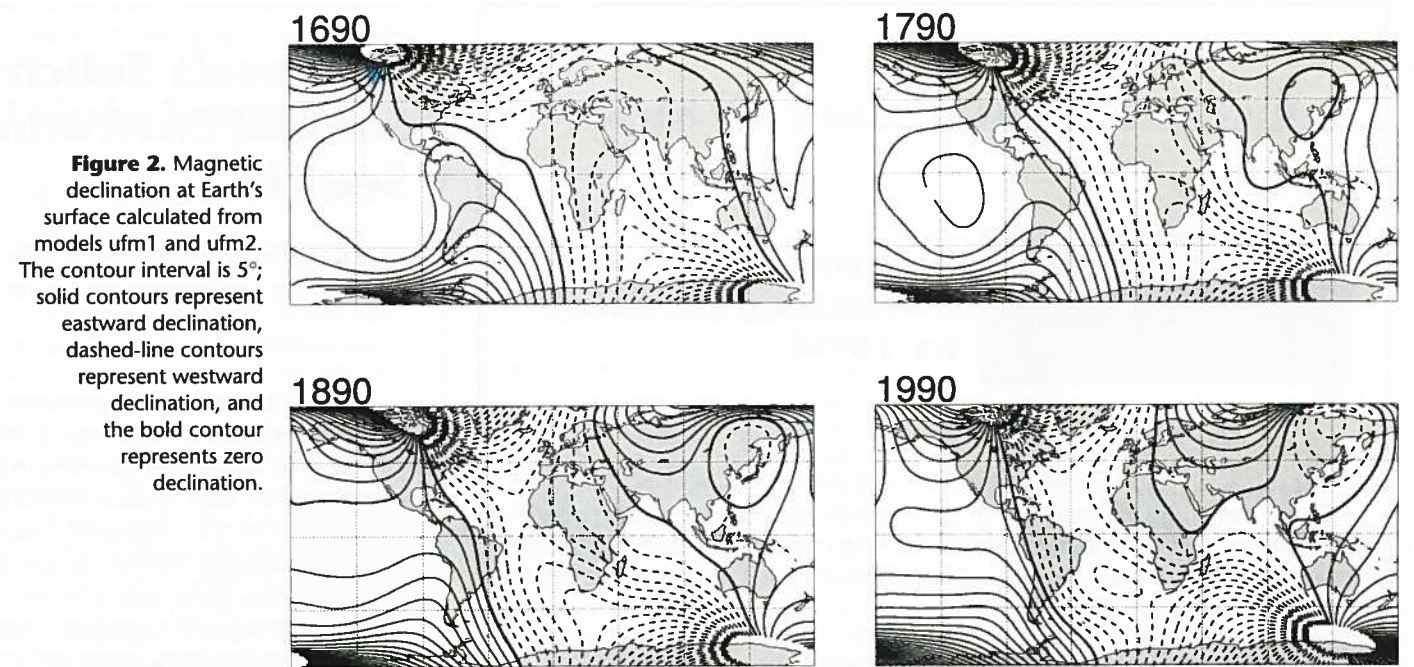 1690
1790
Figure 2. Magnetic
declination at Earth's
surface calculated from
models ufm1 and ufm2.
The contour interval is 5°;
solid contours represent
eastward declination,
dashed-line contours
represent westward
declination, and
the bold contour
represents zero
declination.
1890
1990